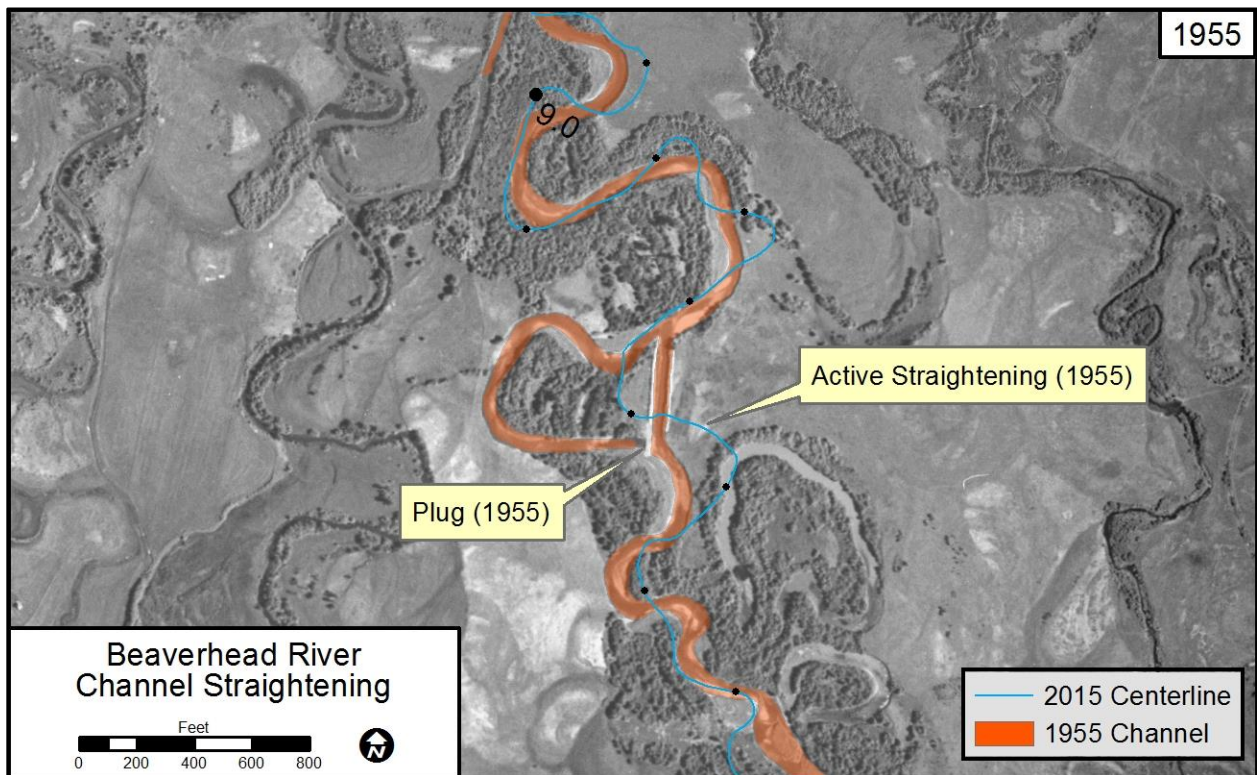 1955
9.0
Active Straightening (1955)
Plug (1955)
Beaverhead River
Channel Straightening
Feet
0 200 400 600 800
N
2015 Centerline
1955 Channel